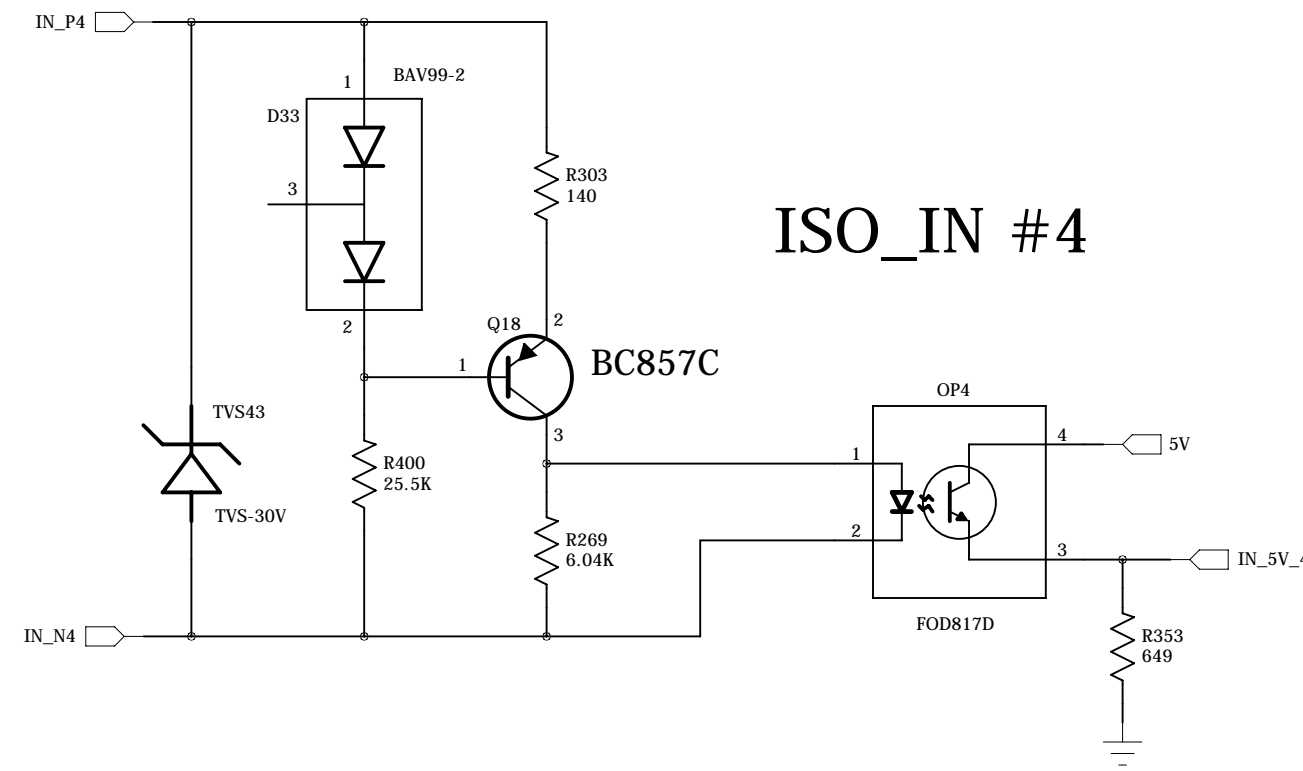 IN_P4
1
BAV99-2
D33
3
R303
140
ISO_IN #4
2
Q18
2
1
BC857C
3
TVS43
TVS-30V
R400
25.5K
R269
6.04K
OP4
1
4
5V
2
3
IN_5V_4
FOD817D
IN_N4
R353
649